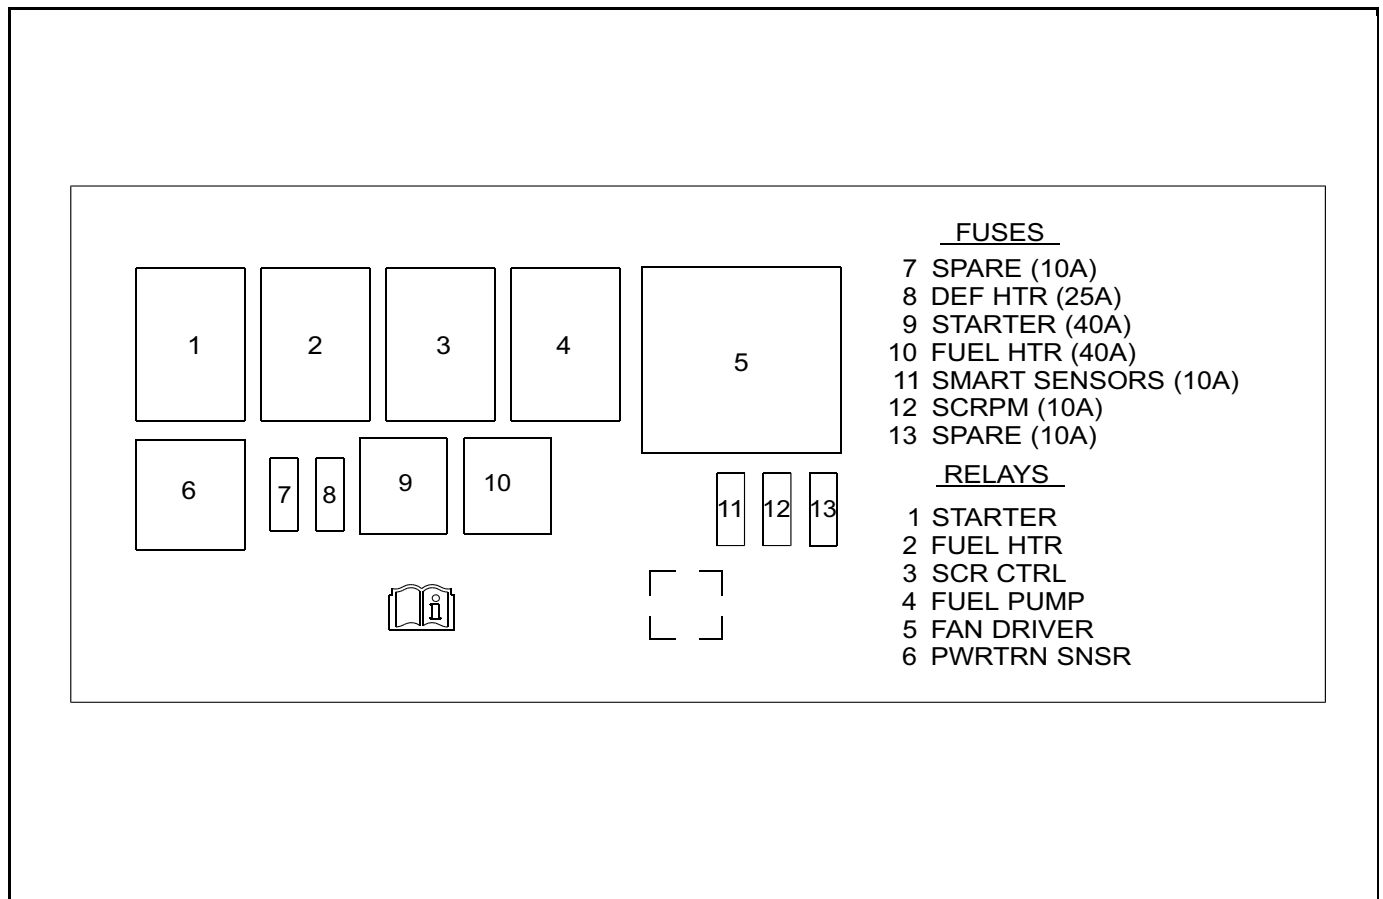 FUSES
7 SPARE (10A)
8 DEF HTR (25A)
9 STARTER (40A)
10 FUEL HTR (40A)
11 SMART SENSORS (10A)
12 SCRPM (10A)
13 SPARE (10A)
RELAYS
1 STARTER
2 FUEL HTR
3 SCR CTRL
4 FUEL PUMP
5 FAN DRIVER
6 PWRTRN SNSR
1 2 3 4 5
6 7 8 9 10 11 12 13
i